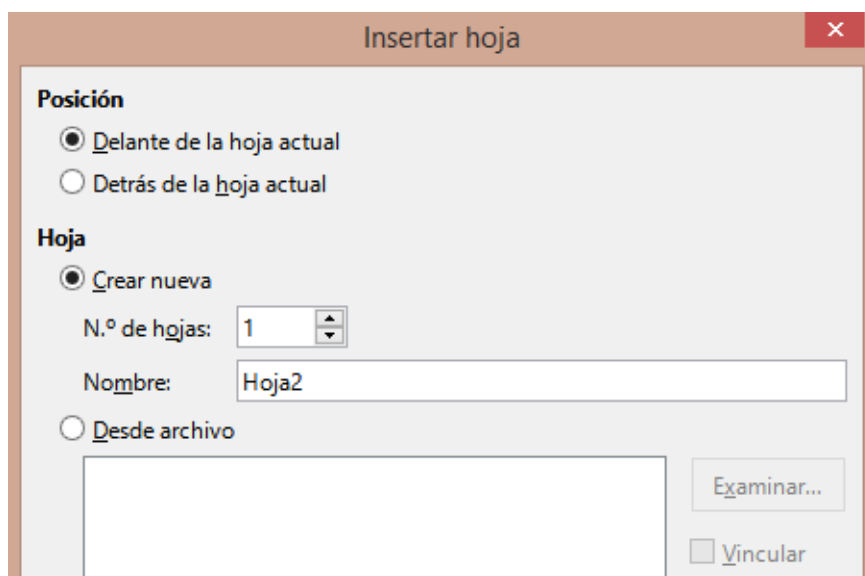 Insertar hoja
Posición
Delante de la hoja actual
Detrás de la hoja actual
Hoja
Crear nueva
N.º de hojas: 1
Nombre: Hoja2
Desde archivo
Examinar...
Vincular